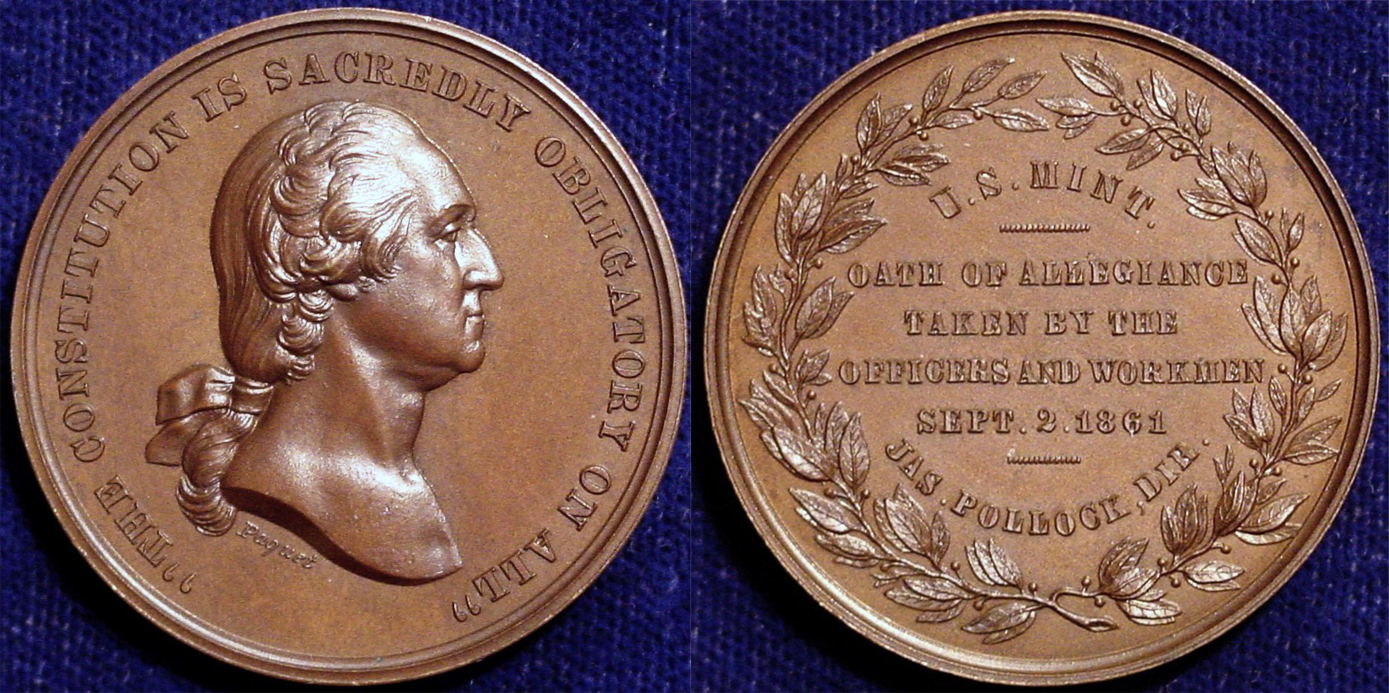 “THE CONSTITUTION IS SACREDLY OBLIGATORY ON ALL”
Paquet
U.S. MINT.
OATH OF ALLEGIANCE
TAKEN BY THE
OFFICERS AND WORKMEN
SEPT. 2. 1861
JAS. POLLOCK, DIR.